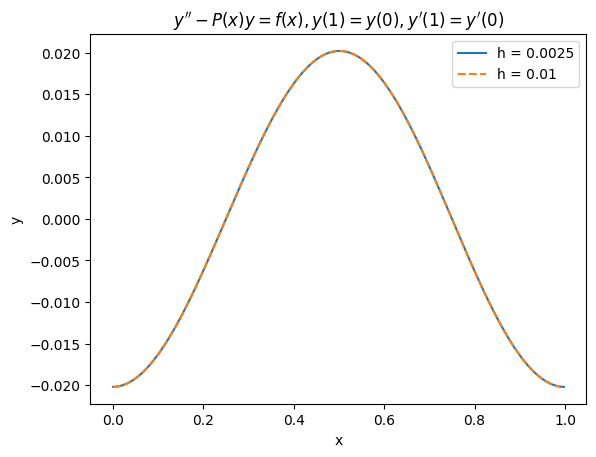 y'' − P(x)y = f(x), y(1) = y(0), y'(1) = y'(0)
h = 0.0025
h = 0.01
0.020
0.015
0.010
0.005
0.000
−0.005
−0.010
−0.015
−0.020
y
0.0 0.2 0.4 0.6 0.8 1.0
x